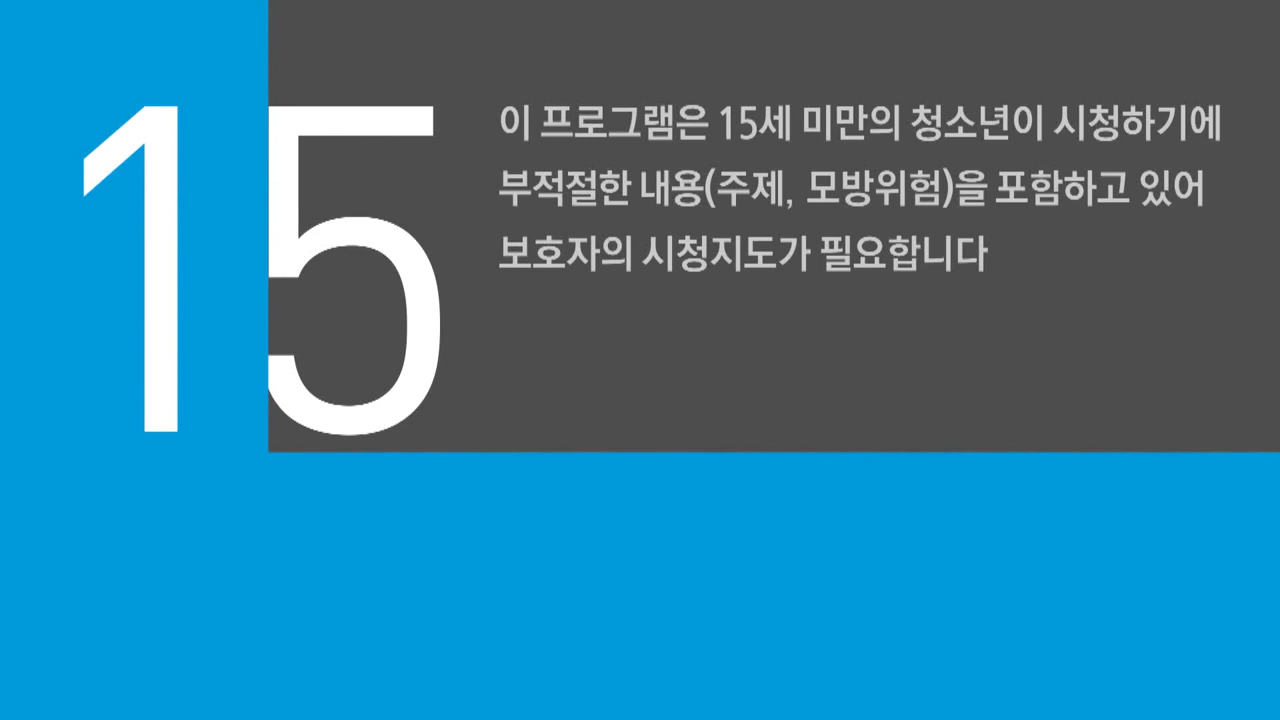 15
이 프로그램은 15세 미만의 청소년이 시청하기에
부적절한 내용(주제, 모방위험)을 포함하고 있어
보호자의 시청지도가 필요합니다